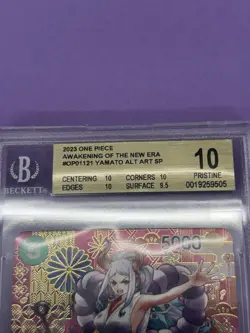 2023 ONE PIECE
AWAKENING OF THE NEW ERA
#OP01121 YAMATO ALT ART SP
CENTERING 10 CORNERS 10
EDGES 10 SURFACE 9.5
10
PRISTINE
0019259505
B
BECKETT
5000